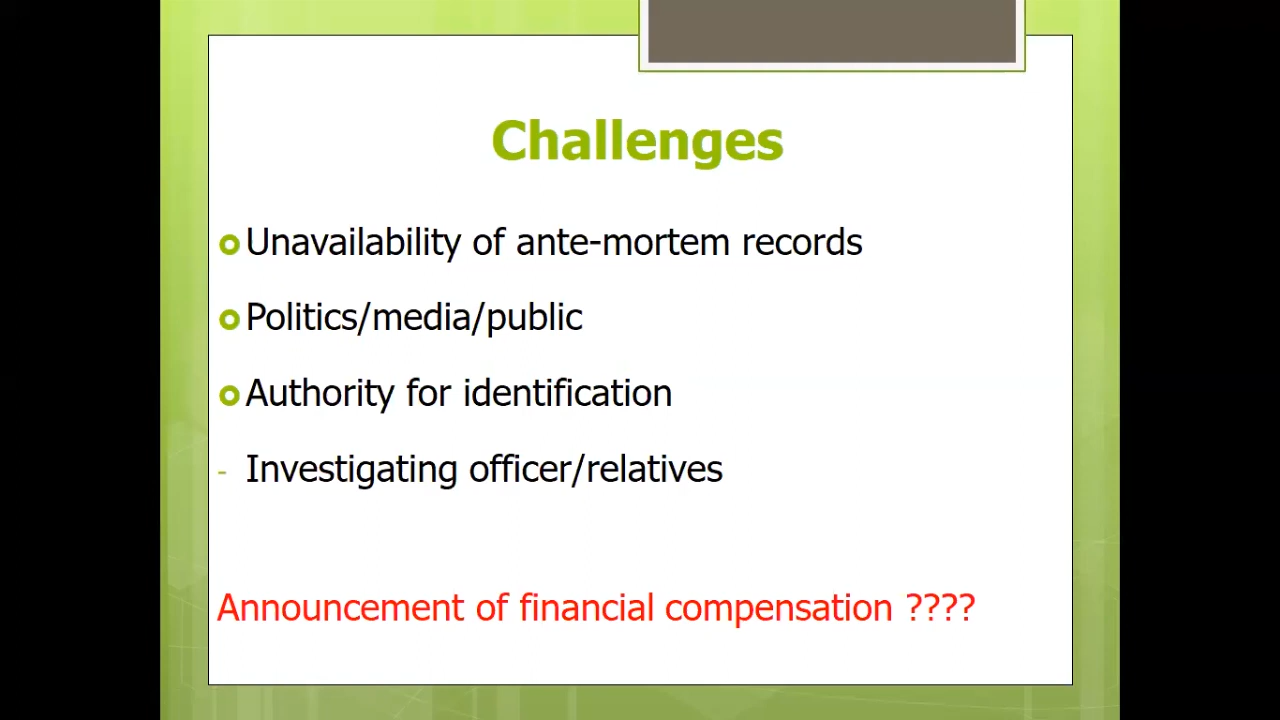 Challenges
Unavailability of ante-mortem records
Politics/media/public
Authority for identification
- Investigating officer/relatives
Announcement of financial compensation ????